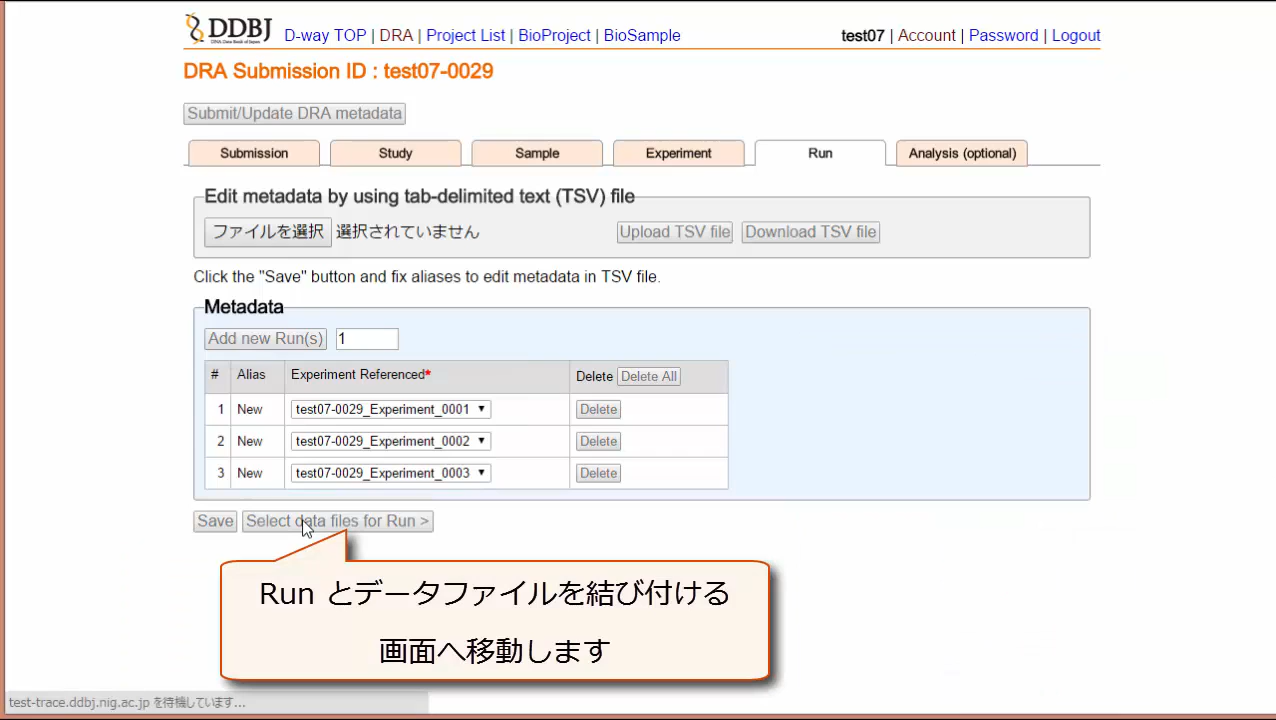 DDBJ
DNA Data Bank of Japan
D-way TOP | DRA | Project List | BioProject | BioSample
test07 | Account | Password | Logout
DRA Submission ID : test07-0029
Submit/Update DRA metadata
Submission Study Sample Experiment Run Analysis (optional)
Edit metadata by using tab-delimited text (TSV) file
ファイルを選択 選択されていません Upload TSV file Download TSV file
Click the "Save" button and fix aliases to edit metadata in TSV file.
Metadata
Add new Run(s) 1
# Alias Experiment Referenced* Delete Delete All
1 New test07-0029_Experiment_0001 ▼ Delete
2 New test07-0029_Experiment_0002 ▼ Delete
3 New test07-0029_Experiment_0003 ▼ Delete
Save Select data files for Run >
Run とデータファイルを結び付ける
画面へ移動します
test-trace.ddbj.nig.ac.jp を待機しています...